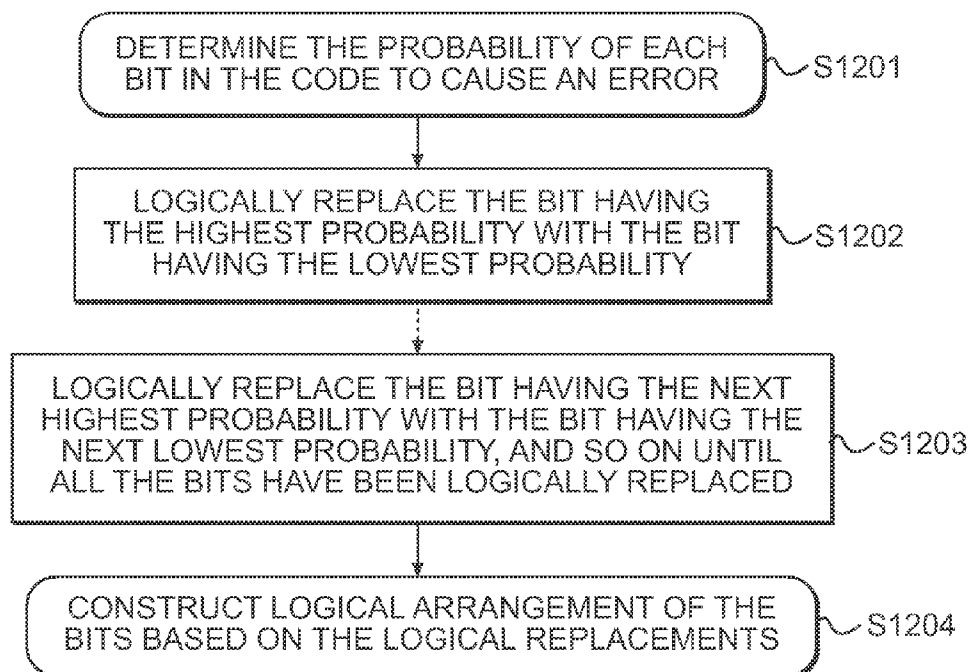 DETERMINE THE PROBABILITY OF EACH
BIT IN THE CODE TO CAUSE AN ERROR
S1201
LOGICALLY REPLACE THE BIT HAVING
THE HIGHEST PROBABILITY WITH THE BIT
HAVING THE LOWEST PROBABILITY
S1202
LOGICALLY REPLACE THE BIT HAVING THE NEXT
HIGHEST PROBABILITY WITH THE BIT HAVING THE
NEXT LOWEST PROBABILITY, AND SO ON UNTIL
ALL THE BITS HAVE BEEN LOGICALLY REPLACED
S1203
CONSTRUCT LOGICAL ARRANGEMENT OF THE
BITS BASED ON THE LOGICAL REPLACEMENTS
S1204